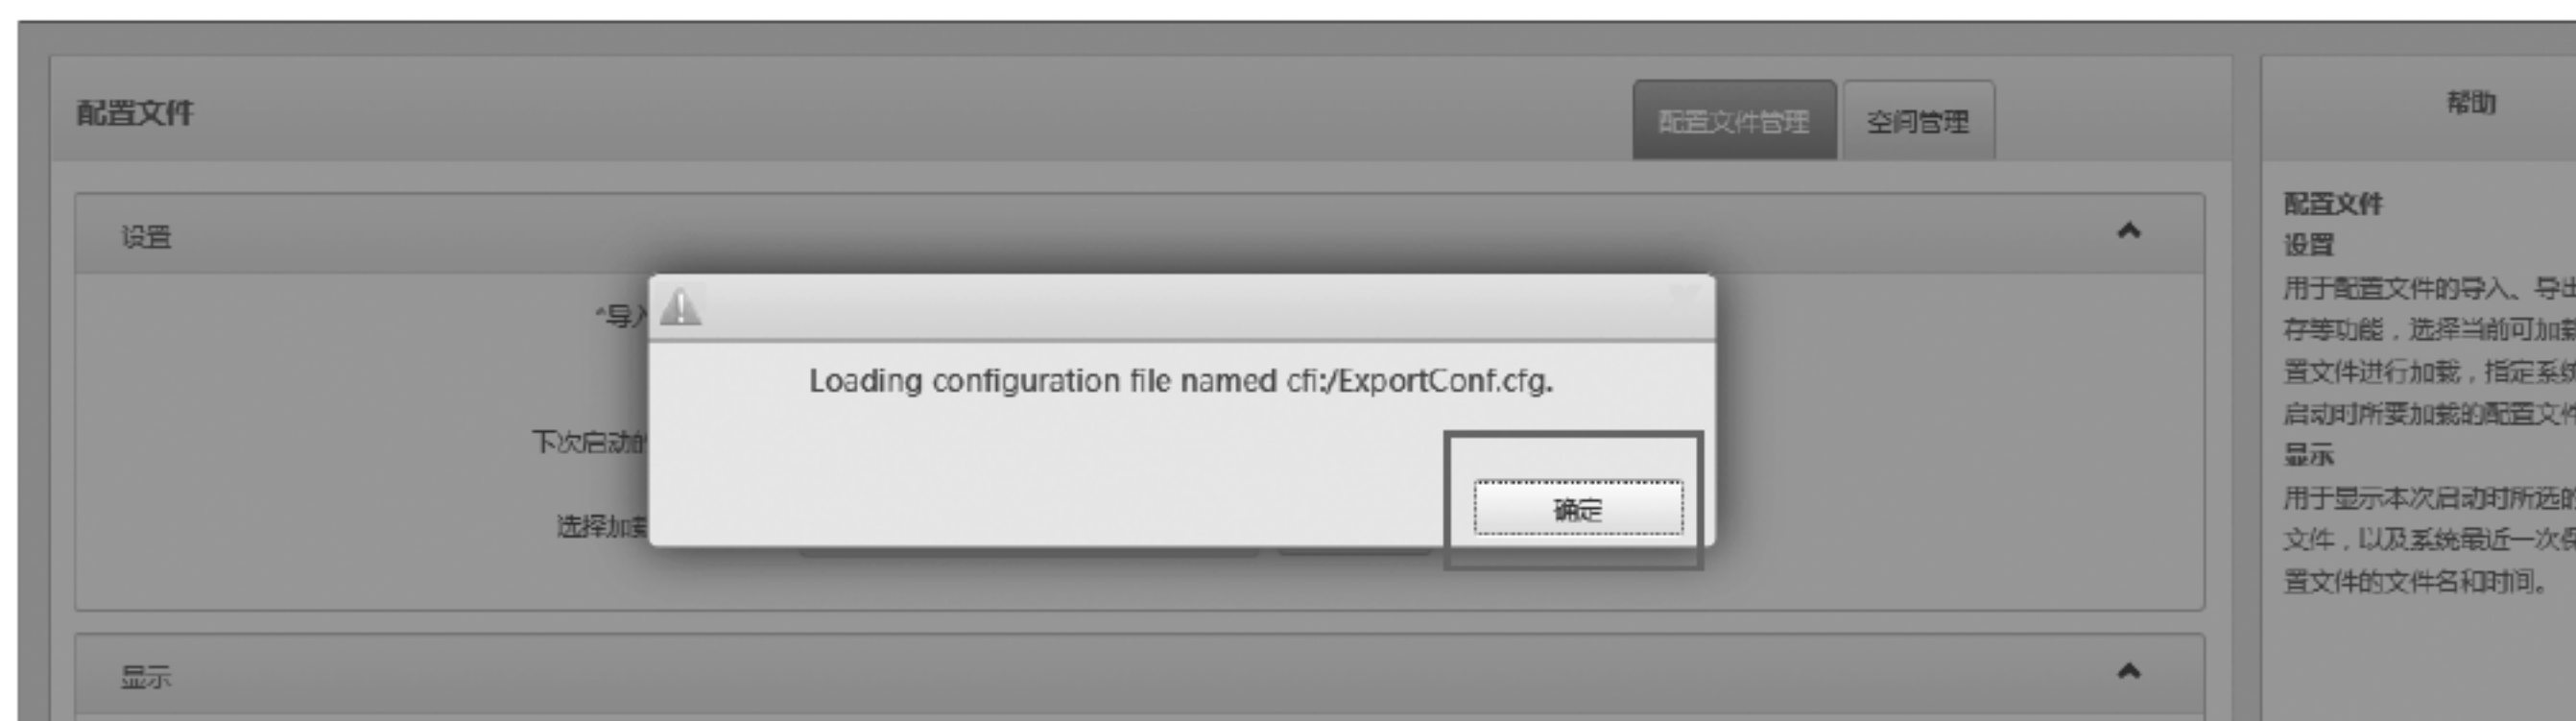 配置文件
配置文件管理
空间管理
帮助
设置
^导入
Loading configuration file named cfi:/ExportConf.cfg.
下次启动的
选择加载
确定
显示
配置文件
设置
用于配置文件的导入、导出
存等功能，选择当前可加载
置文件进行加载，指定系统
启动时所要加载的配置文件
显示
用于显示本次启动时所选的
文件，以及系统最近一次保
置文件的文件名和时间。